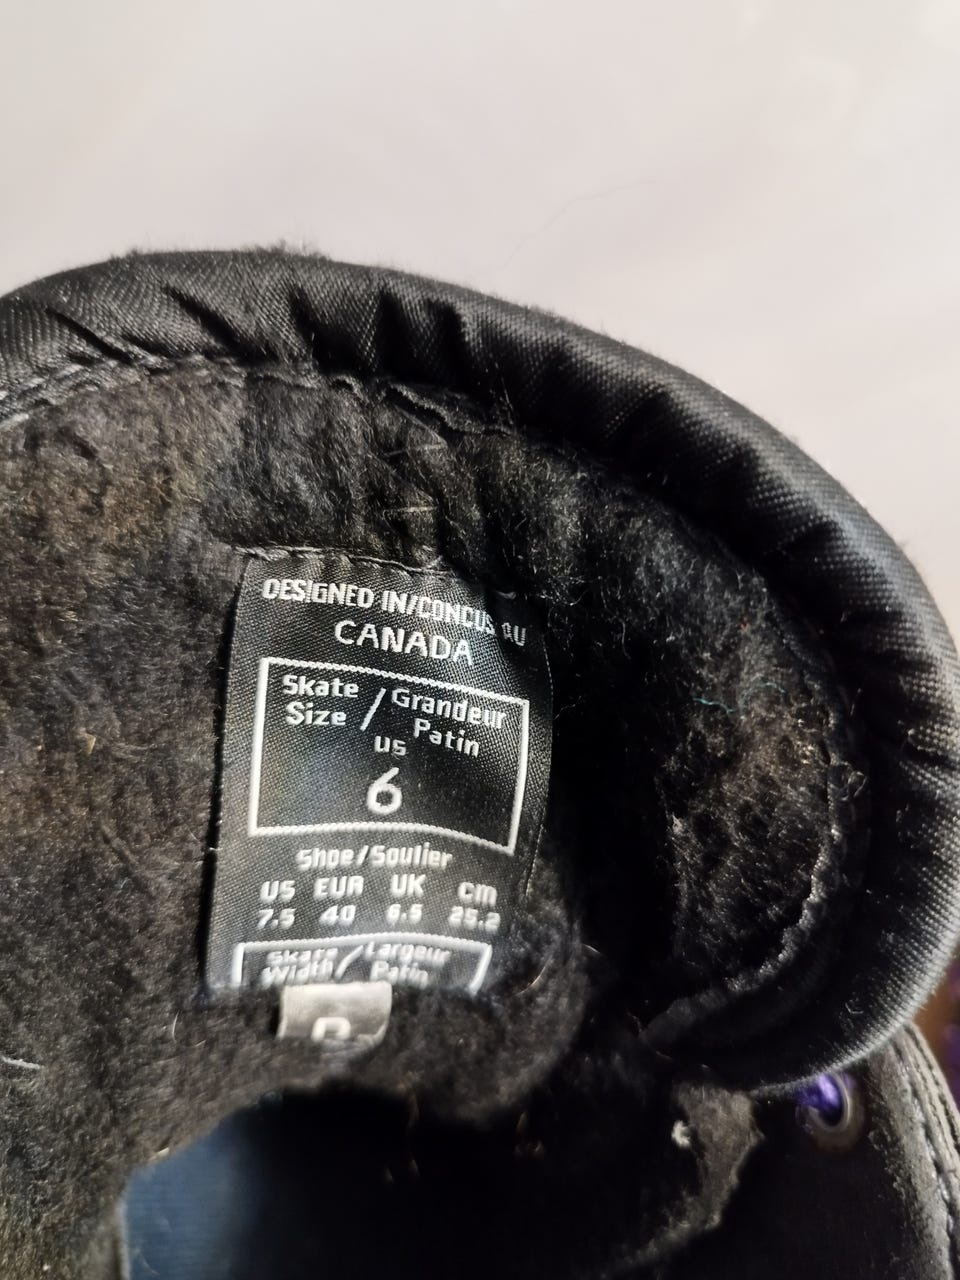 DESIGNED IN/CONCUS AU
CANADA
Skate Size / Grandeur Patin
US
6
Shoe/Soulier
US EUR UK cm
7.5 40 6.5 25.2
Skate Width / Largeur Patin